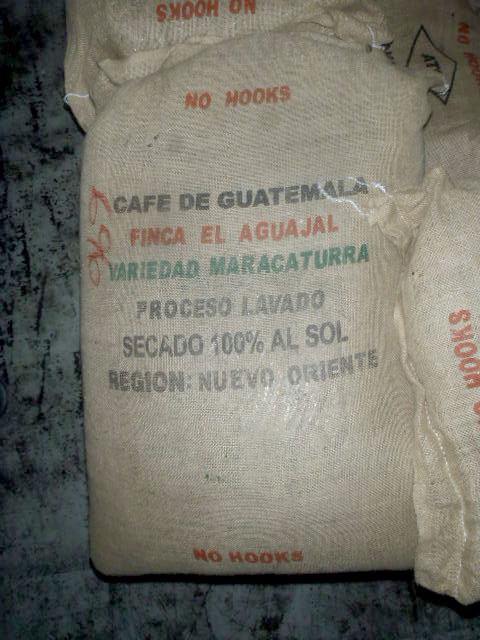 NO HOOKS
NO HOOKS
CAFE DE GUATEMALA
FINCA EL AGUAJAL
VARIEDAD MARACATURRA
PROCESO LAVADO
SECADO 100% AL SOL
REGION: NUEVO ORIENTE
NO HOOKS
HOOKS
NO